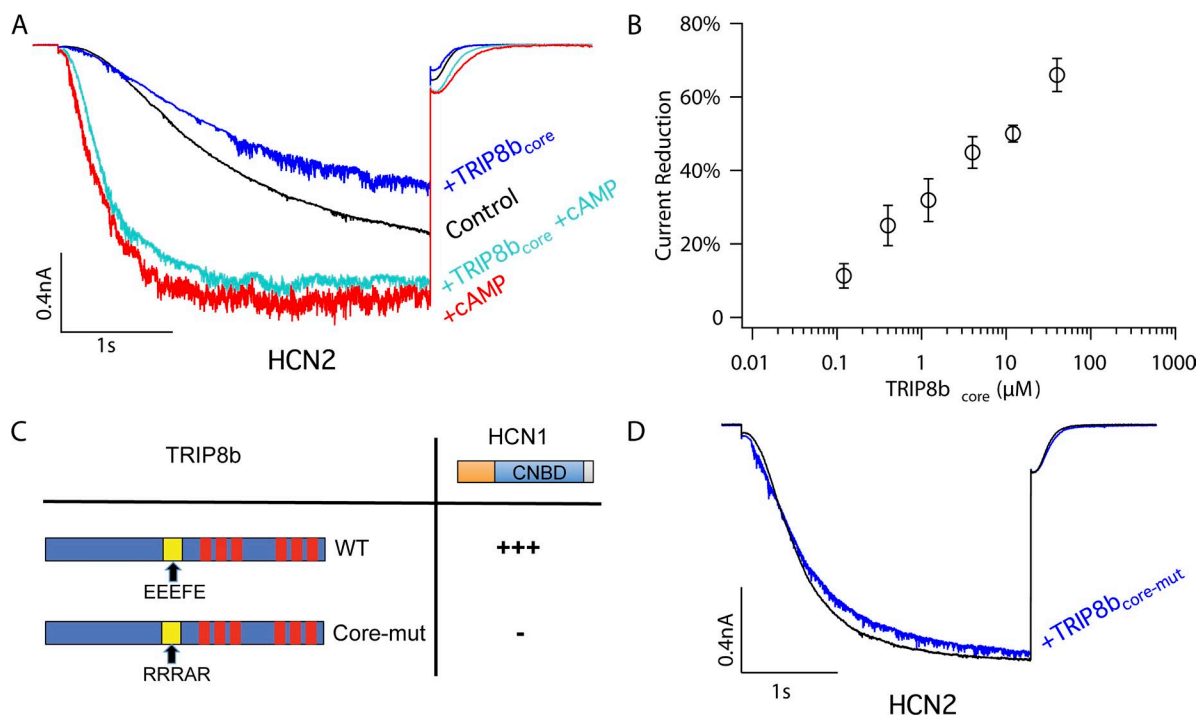 A
+TRIP8bcore
Control
+TRIP8bcore +cAMP
+cAMP
0.4nA
1s
HCN2
B
80%
60%
40%
20%
0
Current Reduction
0.01
0.1
1
10
100
1000
TRIP8b core (µM)
C
TRIP8b
HCN1
CNBD
WT
+++
EEEFE
Core-mut
-
RRRAR
D
+TRIP8bcore-mut
0.4nA
1s
HCN2